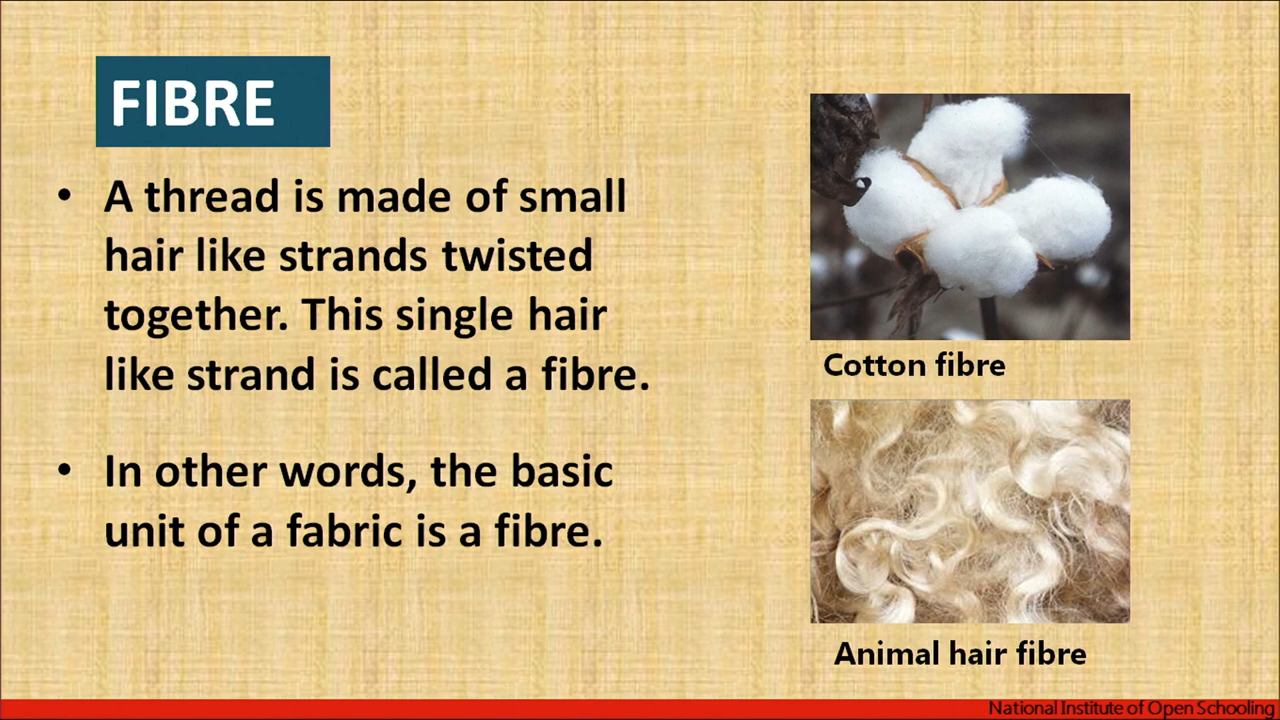 FIBRE
• A thread is made of small
hair like strands twisted
together. This single hair
like strand is called a fibre.
• In other words, the basic
unit of a fabric is a fibre.
Cotton fibre
Animal hair fibre
National Institute of Open Schooling